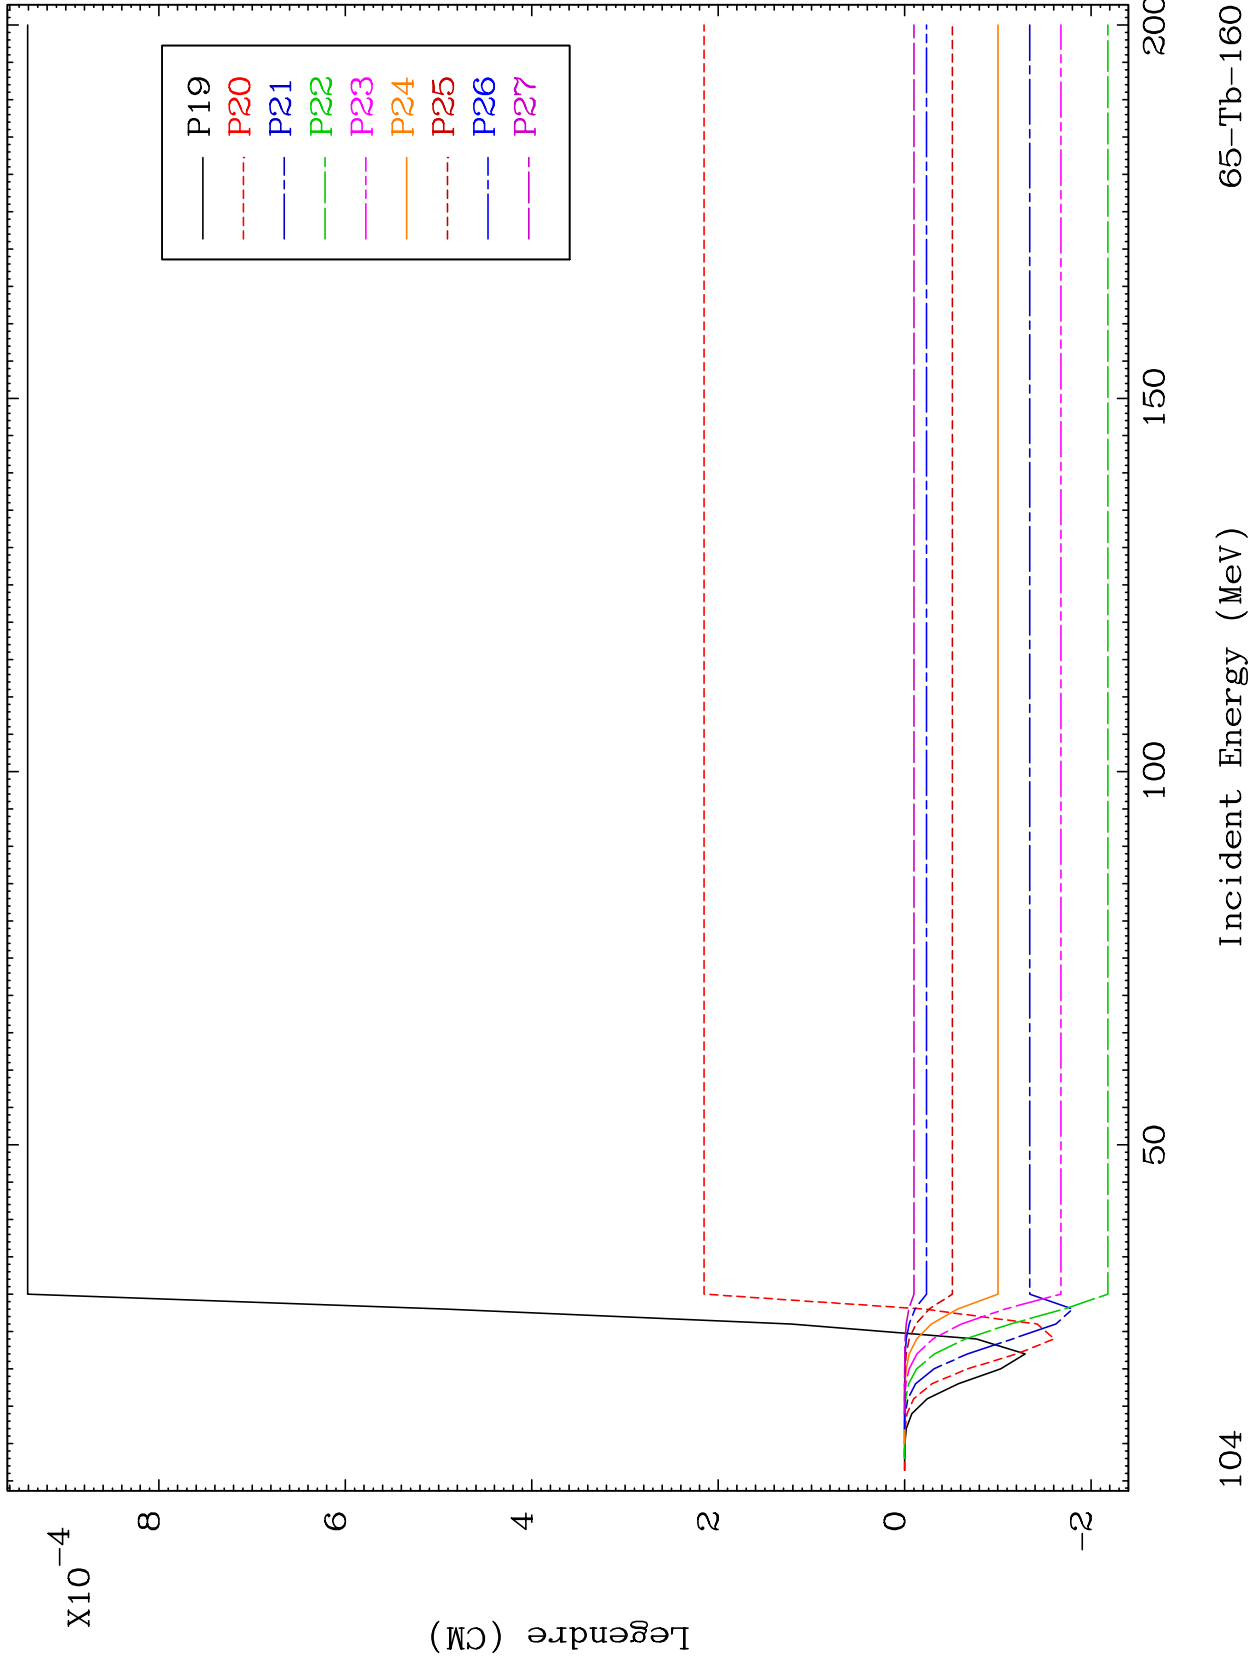 X10^-4
8
6
4
2
0
-2
Legendre (CM)
P19
P20
P21
P22
P23
P24
P25
P26
P27
50
100
150
200
Incident Energy (MeV)
104
65-Tb-160